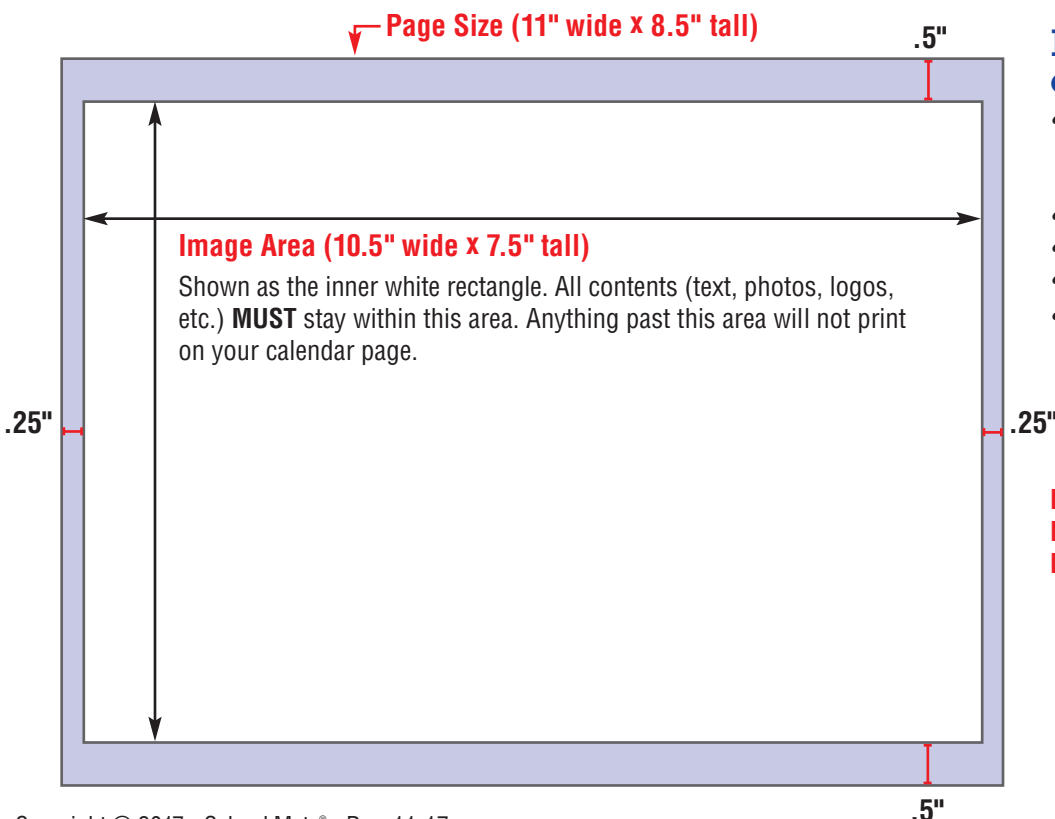 Page Size (11" wide x 8.5" tall)
.5"
Image Area (10.5" wide x 7.5" tall)
Shown as the inner white rectangle. All contents (text, photos, logos,
etc.) MUST stay within this area. Anything past this area will not print
on your calendar page.
.25"
.25"
.5"